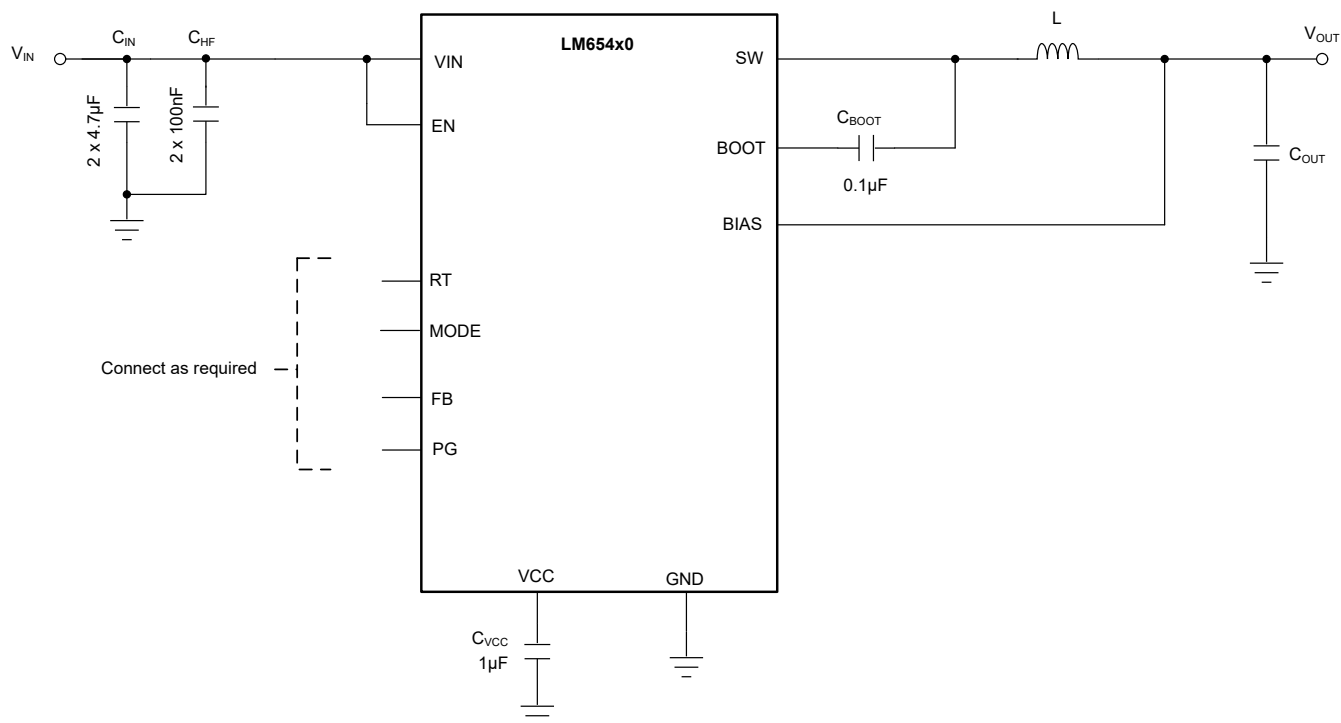 LM654x0
V_IN
C_IN
C_HF
2 x 4.7µF
2 x 100nF
VIN
EN
SW
L
V_OUT
C_BOOT
BOOT
0.1µF
C_OUT
BIAS
RT
MODE
Connect as required
FB
PG
VCC
GND
C_VCC
1µF